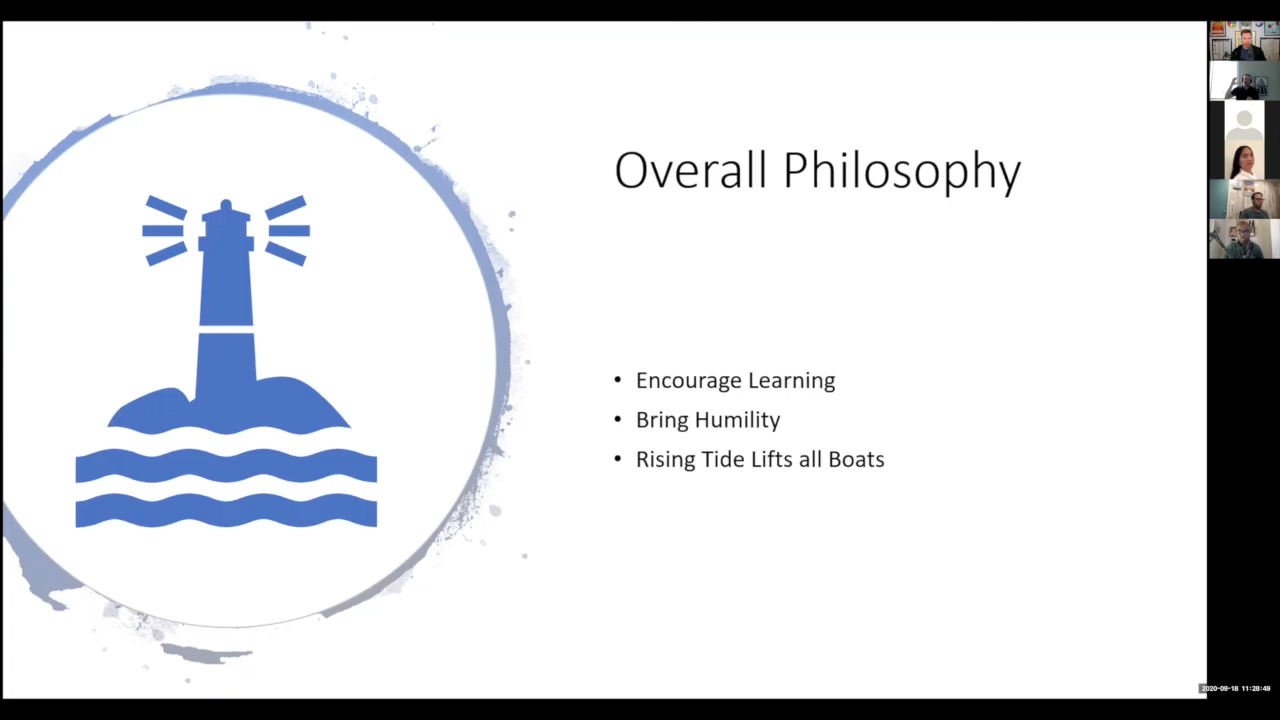 Overall Philosophy
• Encourage Learning
• Bring Humility
• Rising Tide Lifts all Boats
2020-09-18 11:28:49